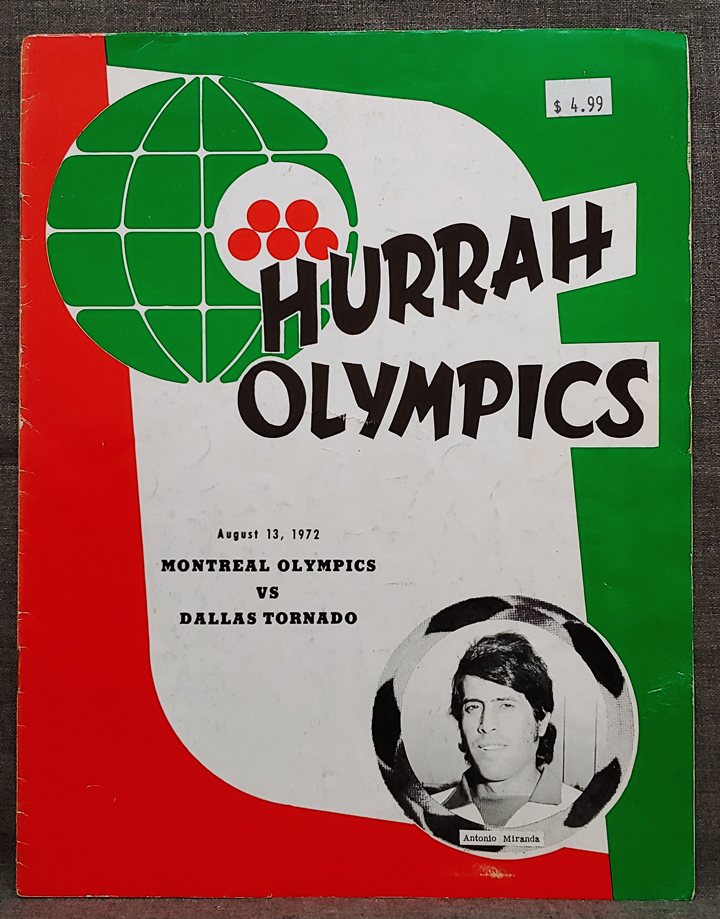 $ 4.99
HURRAH
OLYMPICS
August 13, 1972
MONTREAL OLYMPICS
VS
DALLAS TORNADO
Antonio Miranda